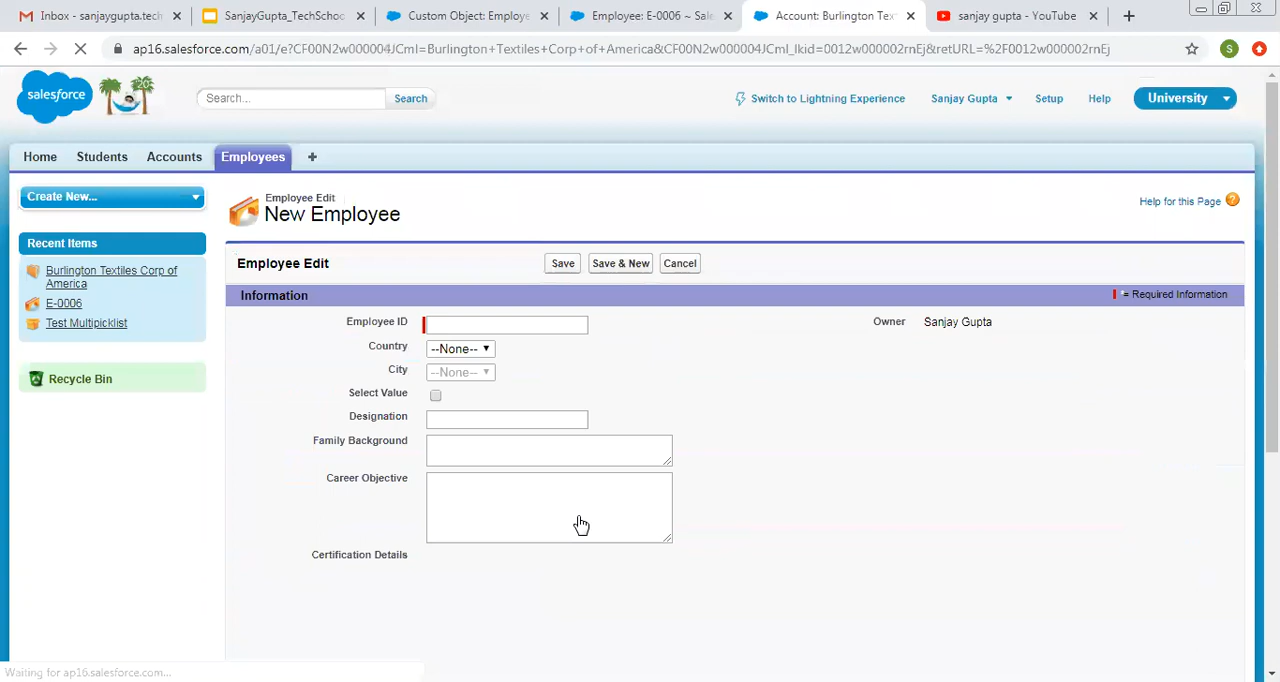 Inbox - sanjaygupta.tech
SanjayGupta_TechSchoo
Custom Object: Employe
Employee: E-0006 ~ Sale
Account: Burlington Tex
sanjay gupta - YouTube
ap16.salesforce.com/a01/e?CF00N2w000004JCml=Burlington+Textiles+Corp+of+America&CF00N2w000004JCml_lkid=0012w000002rnEj&retURL=%2F0012w000002rnEj
S
salesforce
20
Search...
Search
Switch to Lightning Experience
Sanjay Gupta
Setup
Help
University
Home
Students
Accounts
Employees
+
Create New...
Recent Items
Burlington Textiles Corp of
America
E-0006
Test Multipicklist
Recycle Bin
Employee Edit
New Employee
Help for this Page
Employee Edit
Save
Save & New
Cancel
Information
= Required Information
Employee ID
Owner
Sanjay Gupta
Country
--None--
City
--None--
Select Value
Designation
Family Background
Career Objective
Certification Details
Waiting for ap16.salesforce.com...